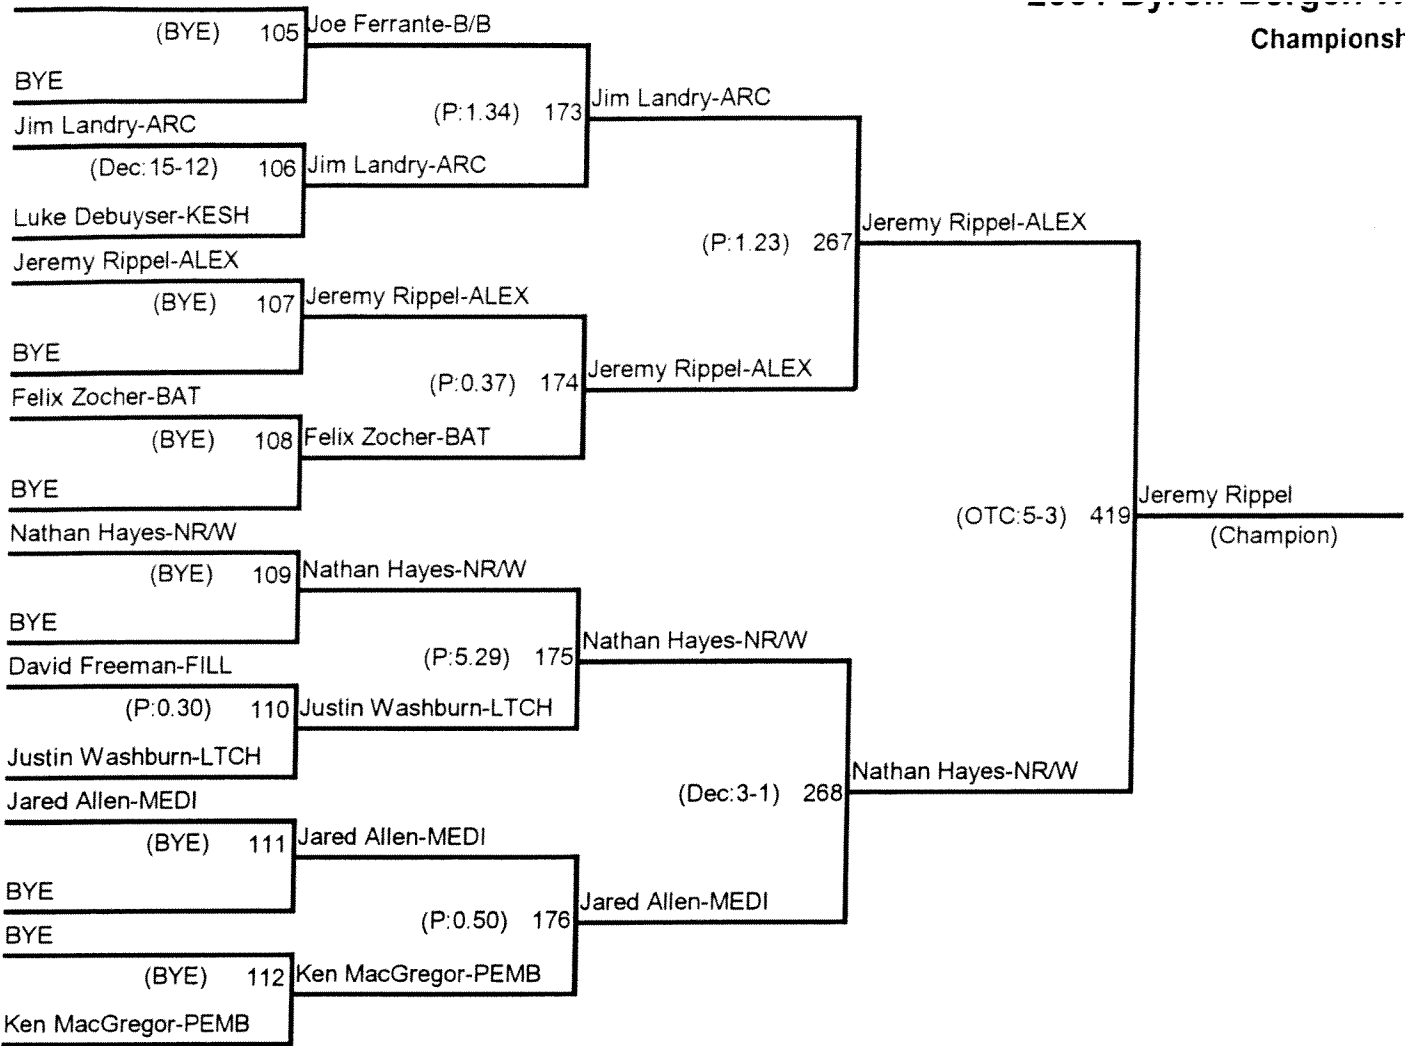 Championsh
(BYE) 105 Joe Ferrante-B/B
BYE
(P:1.34) 173 Jim Landry-ARC
Jim Landry-ARC
(Dec:15-12) 106 Jim Landry-ARC
Luke Debuyser-KESH
(P:1.23) 267 Jeremy Rippel-ALEX
Jeremy Rippel-ALEX
(BYE) 107 Jeremy Rippel-ALEX
BYE
(P:0.37) 174 Jeremy Rippel-ALEX
Felix Zocher-BAT
(BYE) 108 Felix Zocher-BAT
BYE
(OTC:5-3) 419 Jeremy Rippel
(Champion)
Nathan Hayes-NR/W
(BYE) 109 Nathan Hayes-NR/W
BYE
(P:5.29) 175 Nathan Hayes-NR/W
David Freeman-FILL
(P:0.30) 110 Justin Washburn-LTCH
Justin Washburn-LTCH
(Dec:3-1) 268 Nathan Hayes-NR/W
Jared Allen-MEDI
(BYE) 111 Jared Allen-MEDI
BYE
(P:0.50) 176 Jared Allen-MEDI
BYE
(BYE) 112 Ken MacGregor-PEMB
Ken MacGregor-PEMB